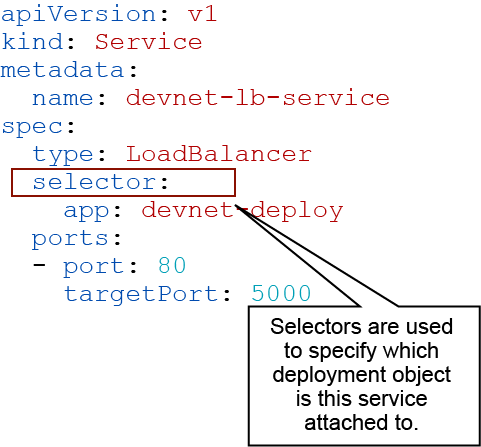 apiVersion: v1
kind: Service
metadata:
  name: devnet-lb-service
spec:
  type: LoadBalancer
  selector:
    app: devnet-deploy
  ports:
  - port: 80
    targetPort: 5000
Selectors are used
to specify which
deployment object
is this service
attached to.